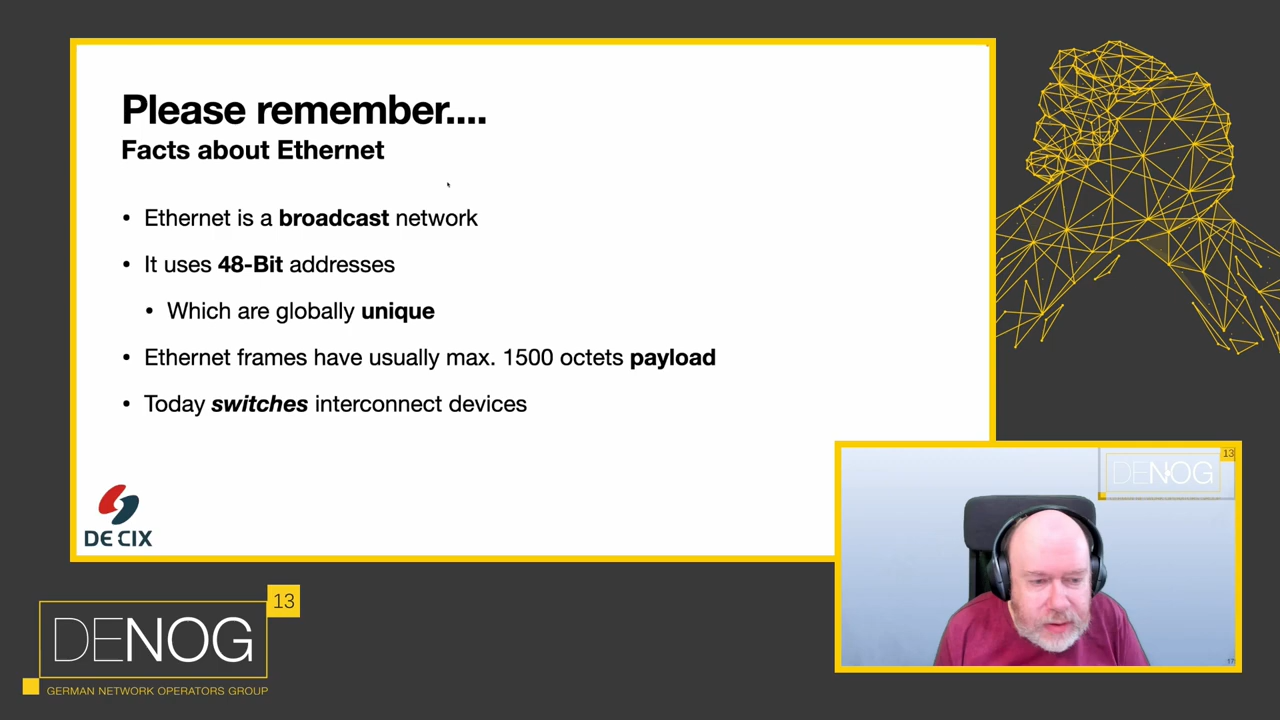 Please remember....
Facts about Ethernet
• Ethernet is a broadcast network
• It uses 48-Bit addresses
• Which are globally unique
• Ethernet frames have usually max. 1500 octets payload
• Today switches interconnect devices
DE CIX
13
DENOG
13
DENOG
GERMAN NETWORK OPERATORS GROUP